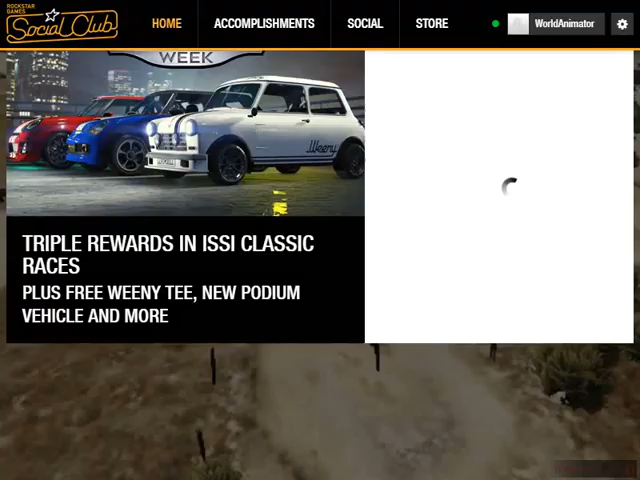 ROCKSTAR
GAMES
Social Club
HOME
ACCOMPLISHMENTS
SOCIAL
STORE
WorldAnimator
WEEK
Weeny
TRIPLE REWARDS IN ISSI CLASSIC
RACES
PLUS FREE WEENY TEE, NEW PODIUM
VEHICLE AND MORE